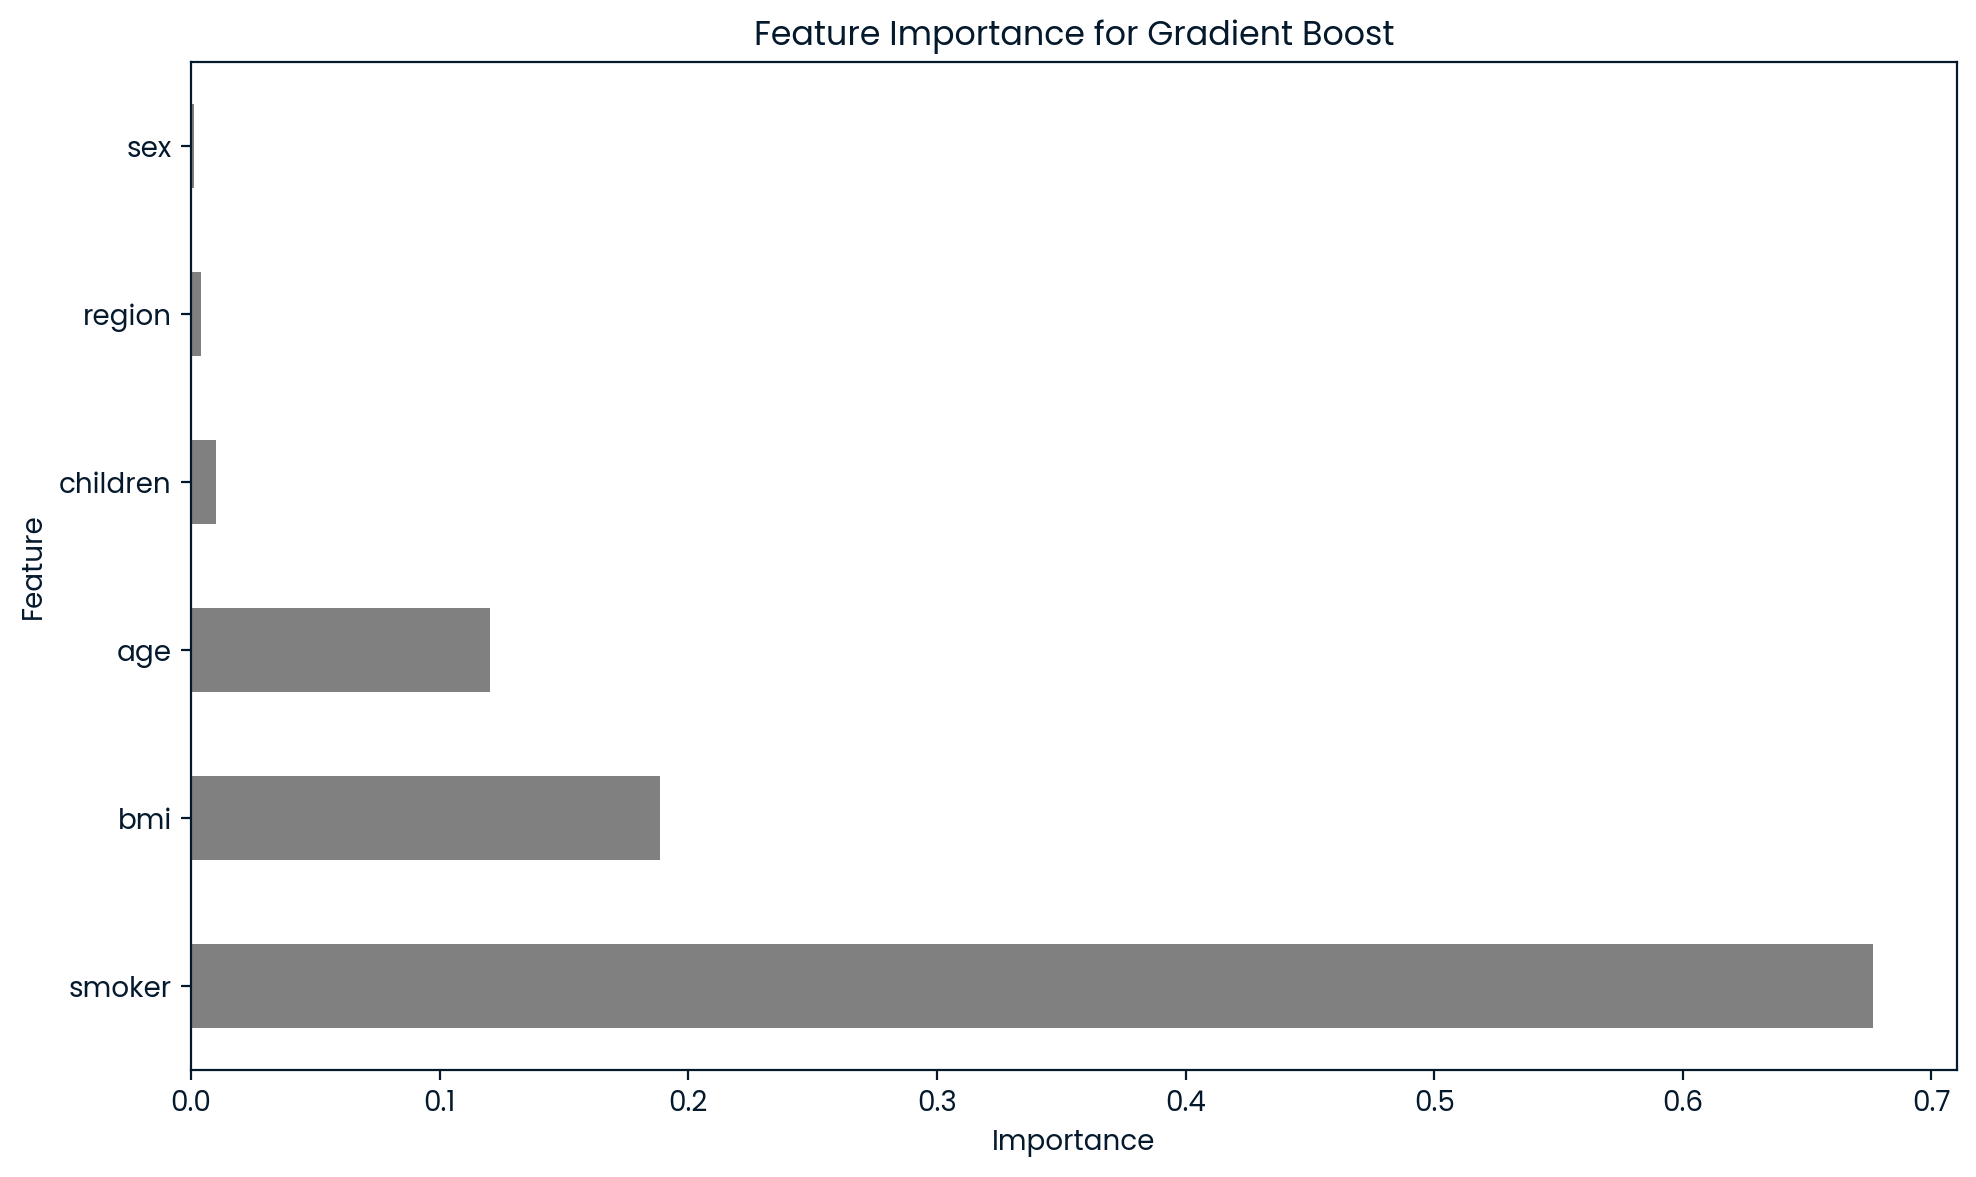 Feature Importance for Gradient Boost
sex
region
children
age
bmi
smoker
Feature
0.0 0.1 0.2 0.3 0.4 0.5 0.6 0.7
Importance